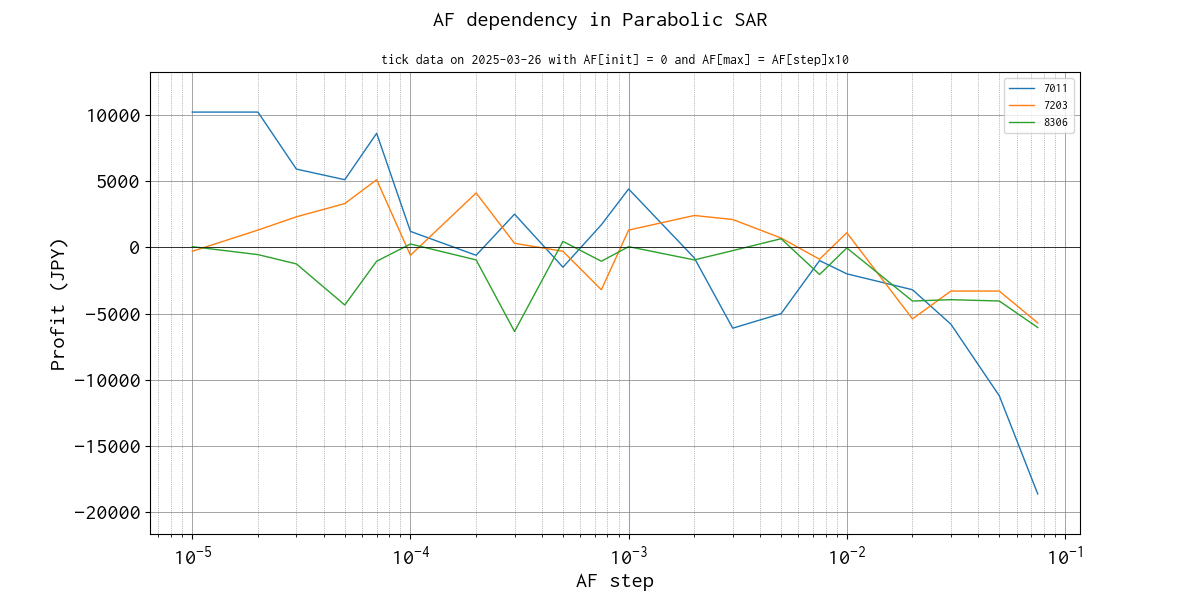 AF dependency in Parabolic SAR
tick data on 2025-03-26 with AF[init] = 0 and AF[max] = AF[step]x10
7011
7203
8306
10000
5000
0
−5000
−10000
−15000
−20000
Profit (JPY)
10⁻⁵ 10⁻⁴ 10⁻³ 10⁻² 10⁻¹
AF step